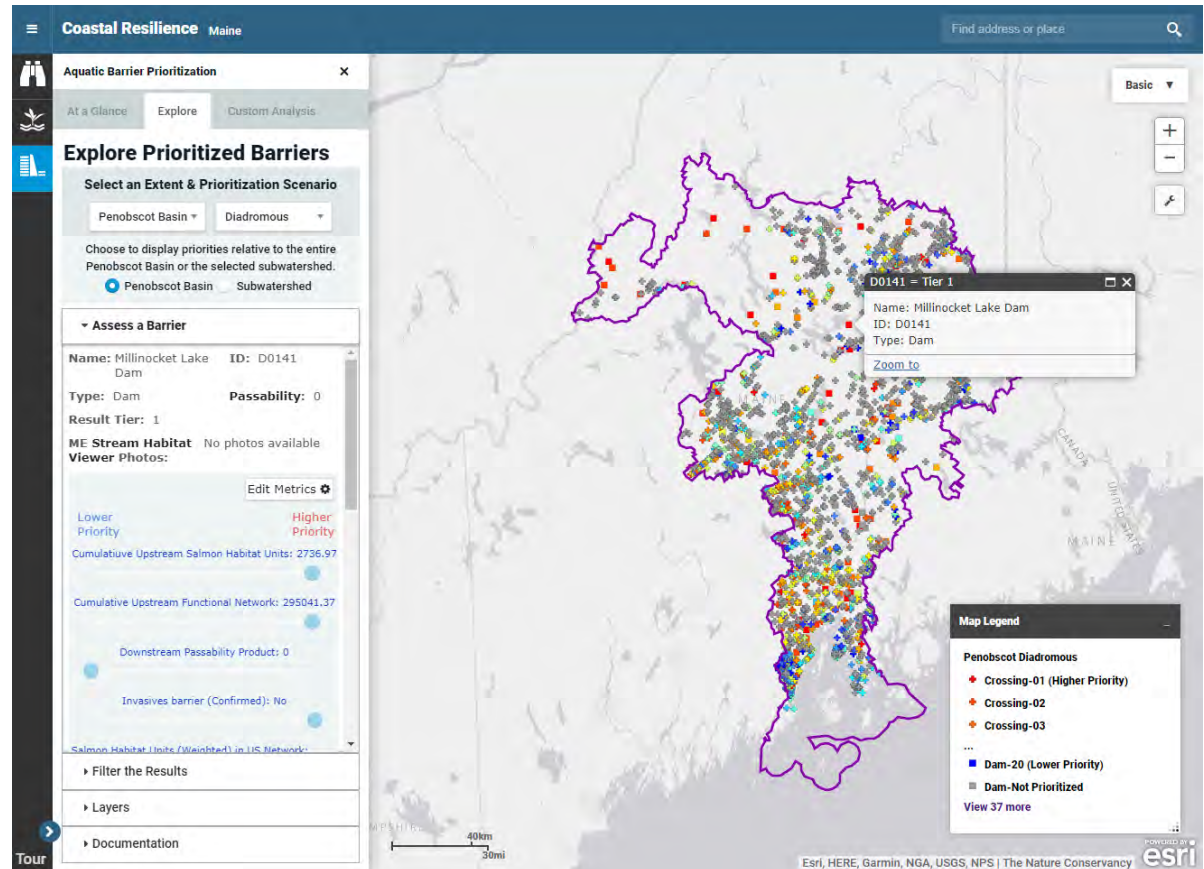 Coastal Resilience Maine
Find address or place
Aquatic Barrier Prioritization
At a Glance Explore Custom Analysis
Explore Prioritized Barriers
Select an Extent & Prioritization Scenario
Penobscot Basin Diadromous
Choose to display priorities relative to the entire
Penobscot Basin or the selected subwatershed.
Penobscot Basin Subwatershed
Assess a Barrier
Name: Millinocket Lake ID: D0141
Dam
Type: Dam Passability: 0
Result Tier: 1
ME Stream Habitat No photos available
Viewer Photos:
Edit Metrics
Lower Higher
Priority Priority
Cumulatiuve Upstream Salmon Habitat Units: 2736.97
Cumulative Upstream Functional Network: 295041.37
Downstream Passability Product: 0
Invasives barrier (Confirmed): No
Salmon Habitat Units (Weighted) in US Network:
Filter the Results
Layers
Documentation
Tour
Basic
+
−
D0141 = Tier 1
Name: Millinocket Lake Dam
ID: D0141
Type: Dam
Zoom to
MAINE
CANADA
UNITED STATES
MAINE
Map Legend
Penobscot Diadromous
Crossing-01 (Higher Priority)
Crossing-02
Crossing-03
...
Dam-20 (Lower Priority)
Dam-Not Prioritized
View 37 more
40km
30mi
Esri, HERE, Garmin, NGA, USGS, NPS | The Nature Conservancy
POWERED BY
esri